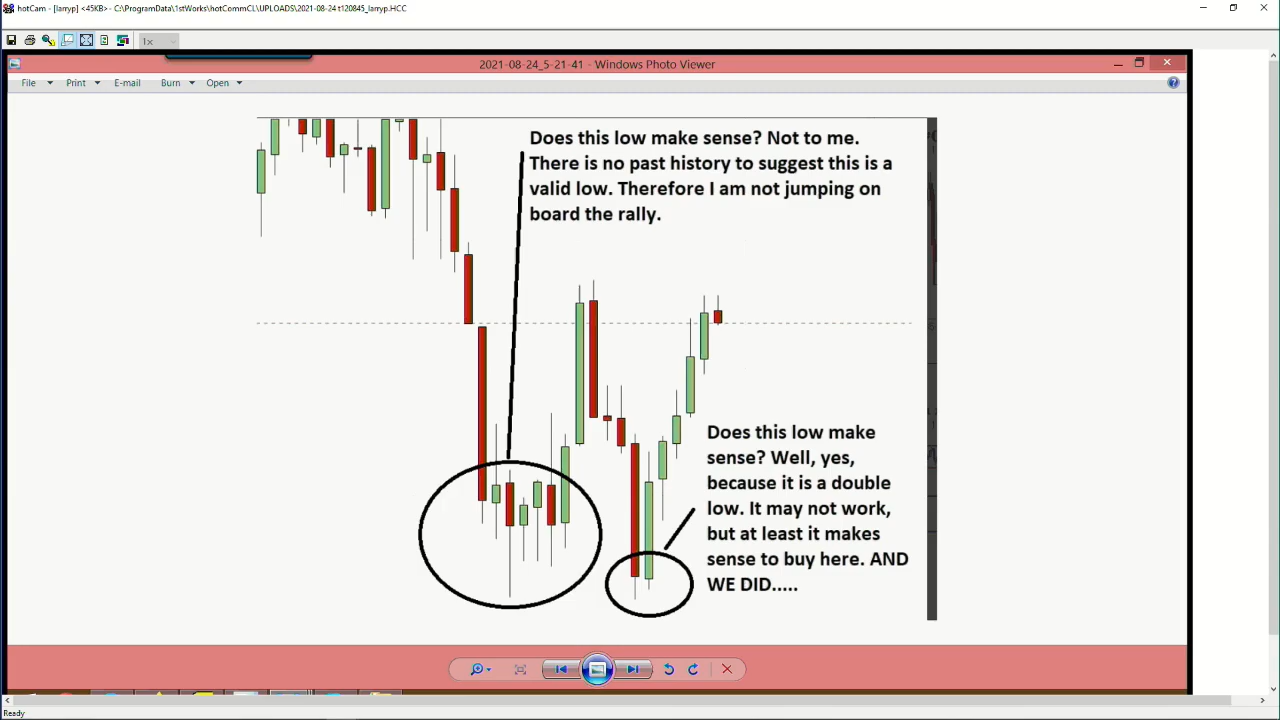 hotCam - [larryp] <45KB> - C:\ProgramData\1stWorks\hotCommCL\UPLOADS\2021-08-24 t120845_larryp.HCC
1x
2021-08-24_5-21-41 - Windows Photo Viewer
File Print E-mail Burn Open
Does this low make sense? Not to me.
There is no past history to suggest this is a
valid low. Therefore I am not jumping on
board the rally.
Does this low make
sense? Well, yes,
because it is a double
low. It may not work,
but at least it makes
sense to buy here. AND
WE DID.....
Ready